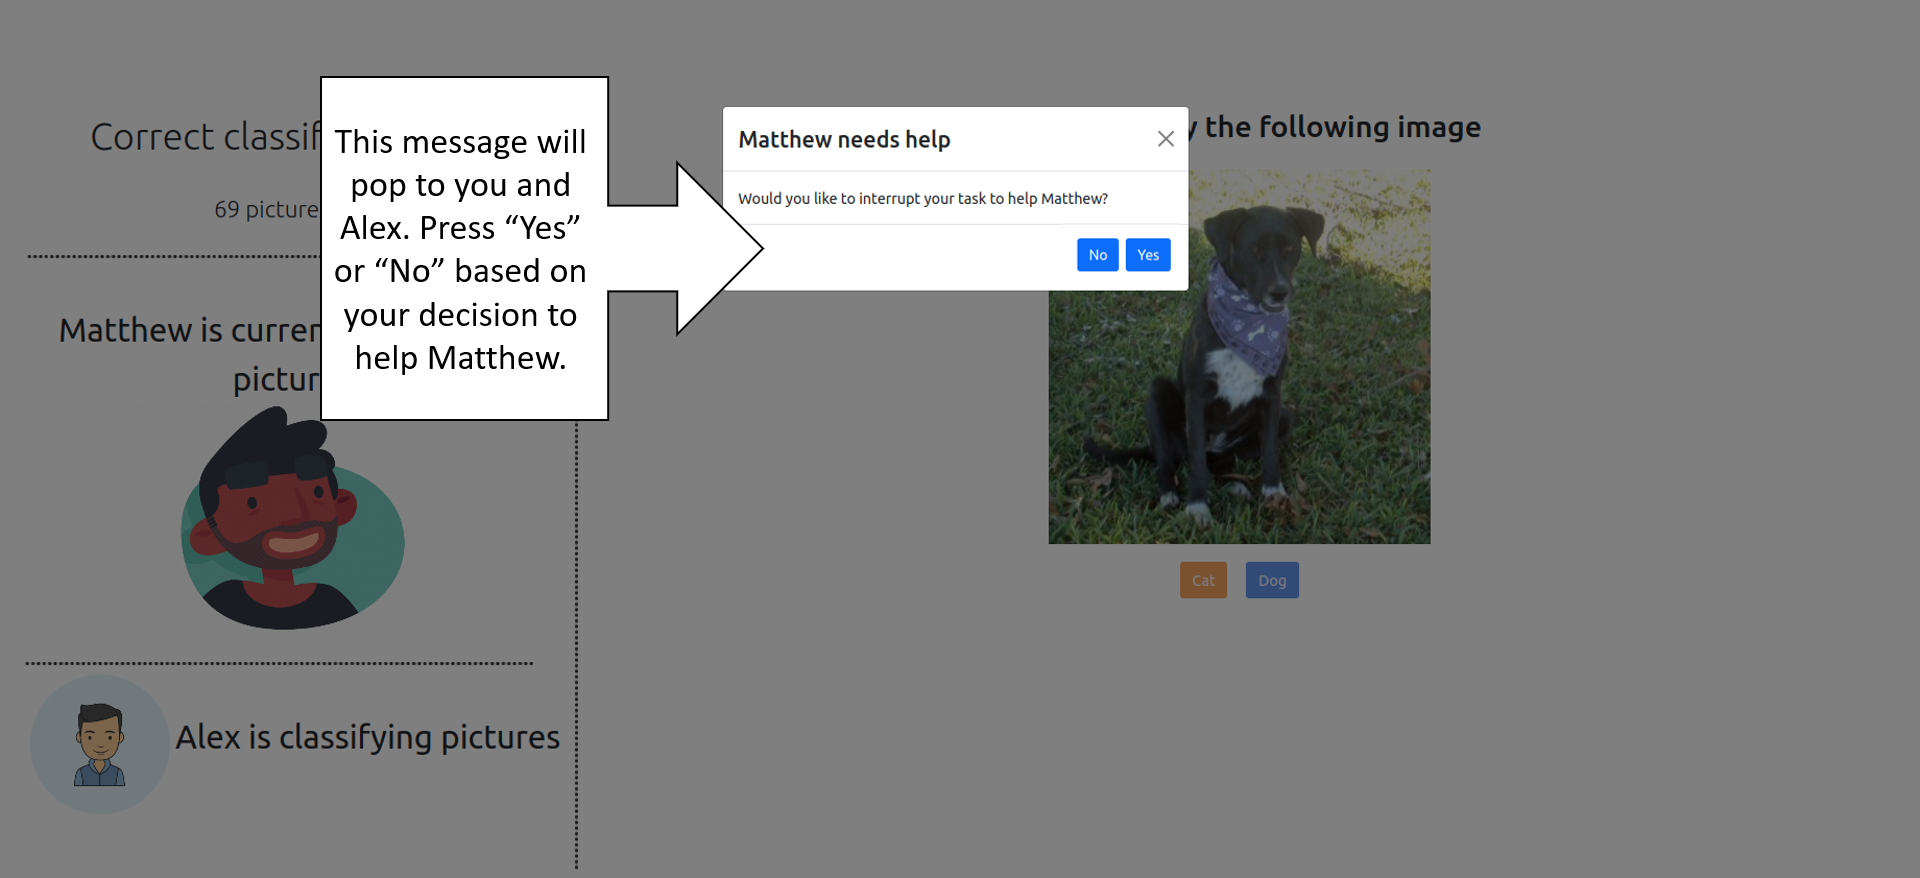 Correct classif
69 picture
Matthew is curren
pictur
Alex is classifying pictures
This message will
pop to you and
Alex. Press “Yes”
or “No” based on
your decision to
help Matthew.
Matthew needs help
Would you like to interrupt your task to help Matthew?
No Yes
y the following image
Cat Dog